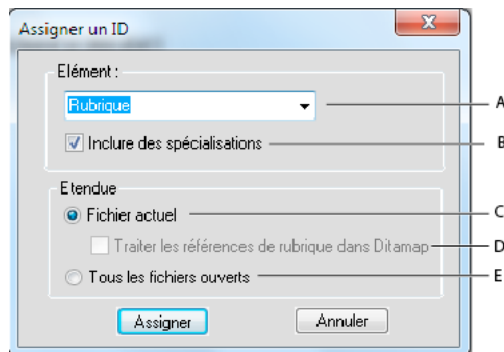 Assigner un ID
Elément :
Rubrique
A
Inclure des spécialisations
B
Etendue
Fichier actuel
C
Traiter les références de rubrique dans Ditamap
D
Tous les fichiers ouverts
E
Assigner
Annuler